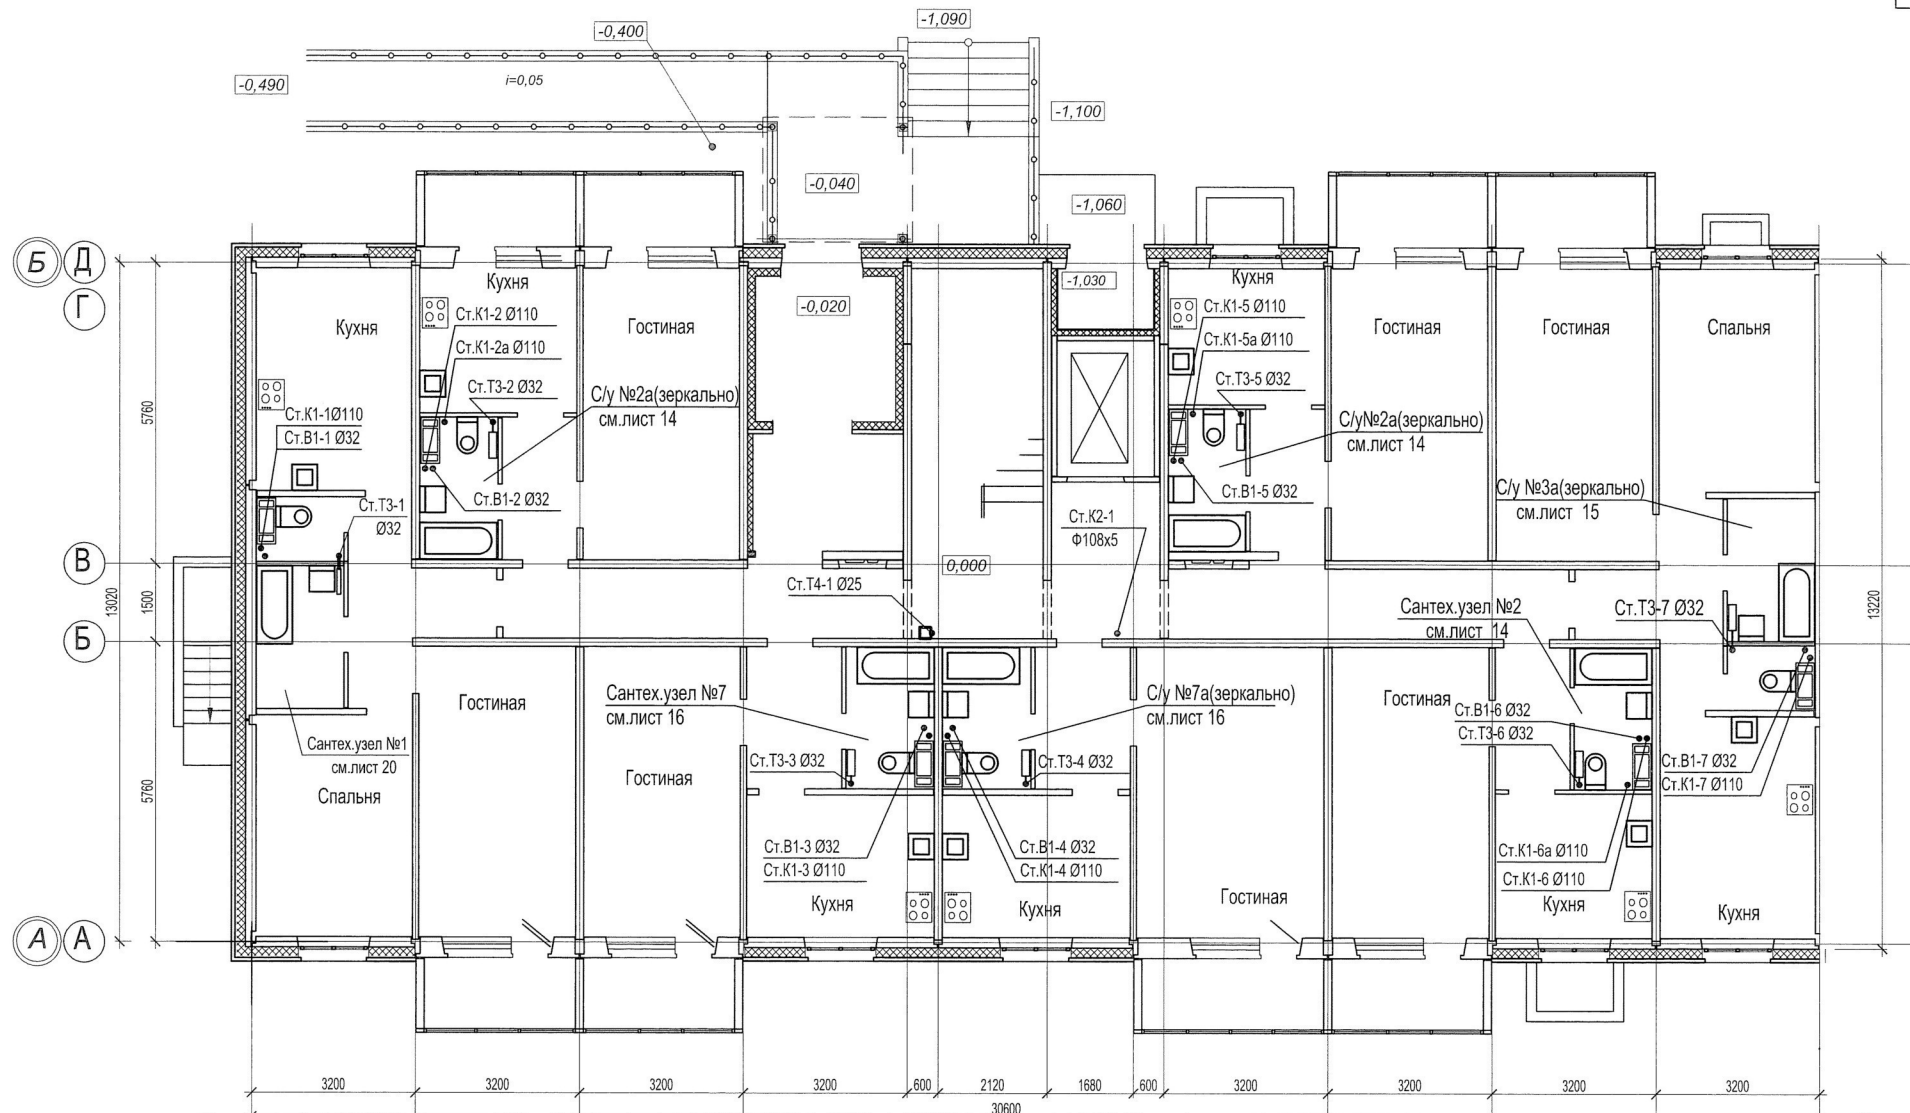 -1,090
-0,400
-0,490
i=0,05
-1,100
-0,040
-1,060
Б
Д
Г
-1,030
-0,020
Кухня
Кухня
Ст.К1-2 Ø110
Ст.К1-2а Ø110
Ст.Т3-2 Ø32
Кухня
Гостиная
С/у №2а(зеркально)
см.лист 14
Ст.К1-1Ø110
Ст.В1-1 Ø32
Ст.В1-2 Ø32
Ст.Т3-1
Ø32
Кухня
Ст.К1-5 Ø110
Ст.К1-5а Ø110
Ст.Т3-5 Ø32
Гостиная
Гостиная
Спальня
С/у№2а(зеркально)
см.лист 14
Ст.В1-5 Ø32
С/у №3а(зеркально)
см.лист 15
Ст.К2-1
Ф108х5
0,000
Ст.Т4-1 Ø25
В
Б
5760
1500
13020
5760
13220
Сантех.узел №2
см.лист 14
Ст.Т3-7 Ø32
Гостиная
Сантех.узел №7
см.лист 16
С/у №7а(зеркально)
см.лист 16
Гостиная
Ст.В1-6 Ø32
Ст.Т3-6 Ø32
Сантех.узел №1
см.лист 20
Спальня
Гостиная
Ст.Т3-3 Ø32
Ст.Т3-4 Ø32
Ст.В1-7 Ø32
Ст.К1-7 Ø110
Ст.В1-3 Ø32
Ст.К1-3 Ø110
Ст.В1-4 Ø32
Ст.К1-4 Ø110
Ст.К1-6а Ø110
Ст.К1-6 Ø110
Кухня
Кухня
Гостиная
Кухня
Кухня
А
А
3200
3200
3200
3200
600
2120
1680
600
3200
3200
3200
3200
30600